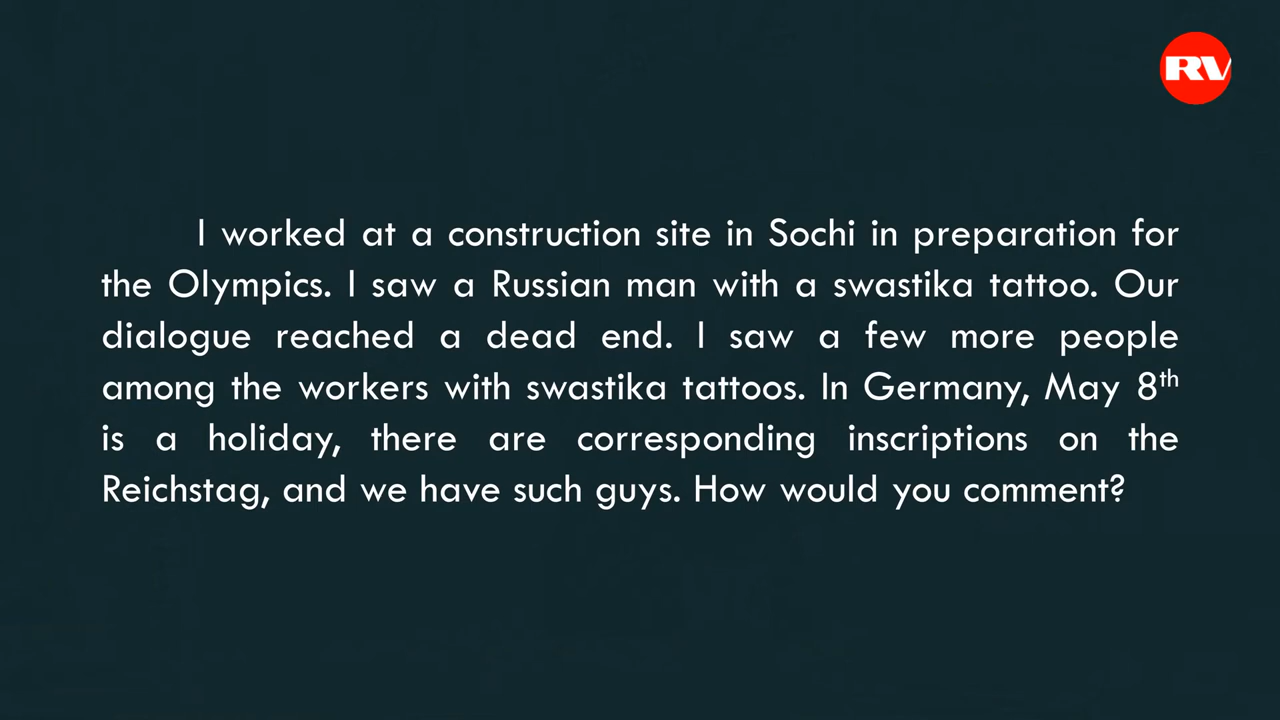 RV
I worked at a construction site in Sochi in preparation for
the Olympics. I saw a Russian man with a swastika tattoo. Our
dialogue reached a dead end. I saw a few more people
among the workers with swastika tattoos. In Germany, May 8th
is a holiday, there are corresponding inscriptions on the
Reichstag, and we have such guys. How would you comment?